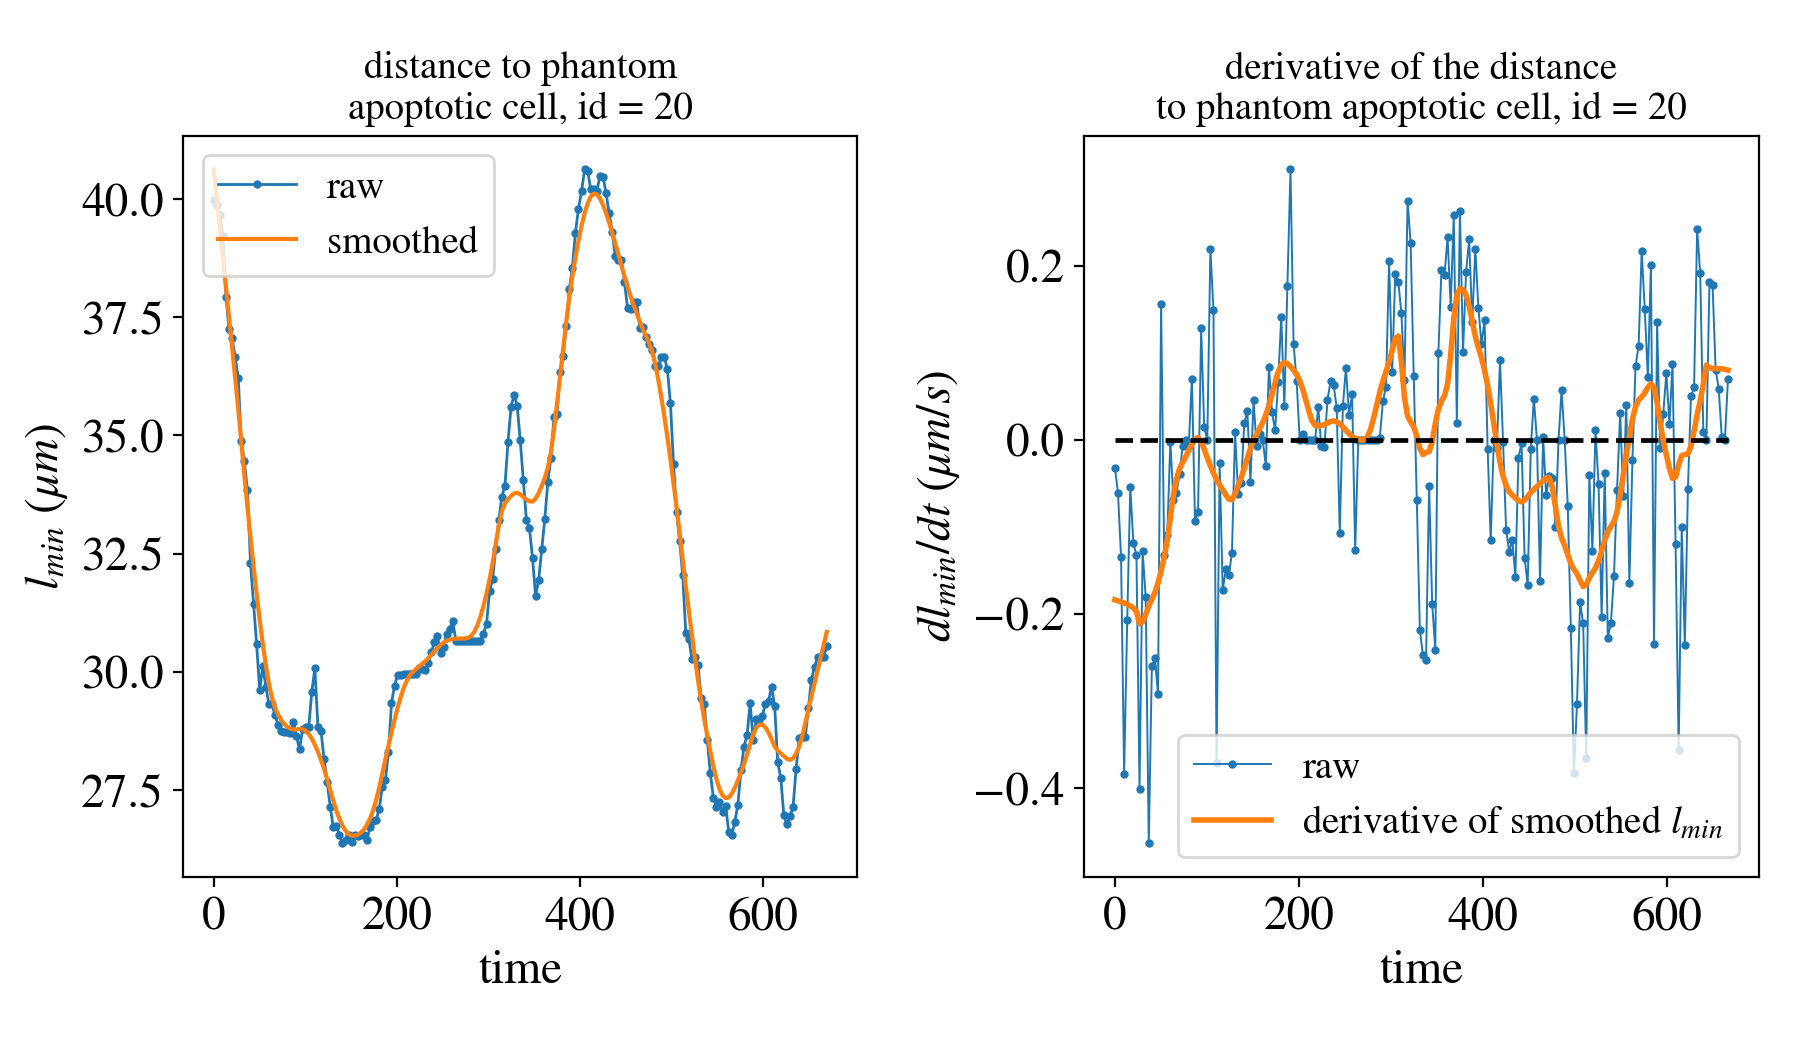 distance to phantom
apoptotic cell, id = 20
raw
smoothed
40.0
37.5
35.0
32.5
30.0
27.5
l_min (μm)
0 200 400 600
time
derivative of the distance
to phantom apoptotic cell, id = 20
0.2
0.0
−0.2
−0.4
dl_min/dt (μm/s)
raw
derivative of smoothed l_min
0 200 400 600
time